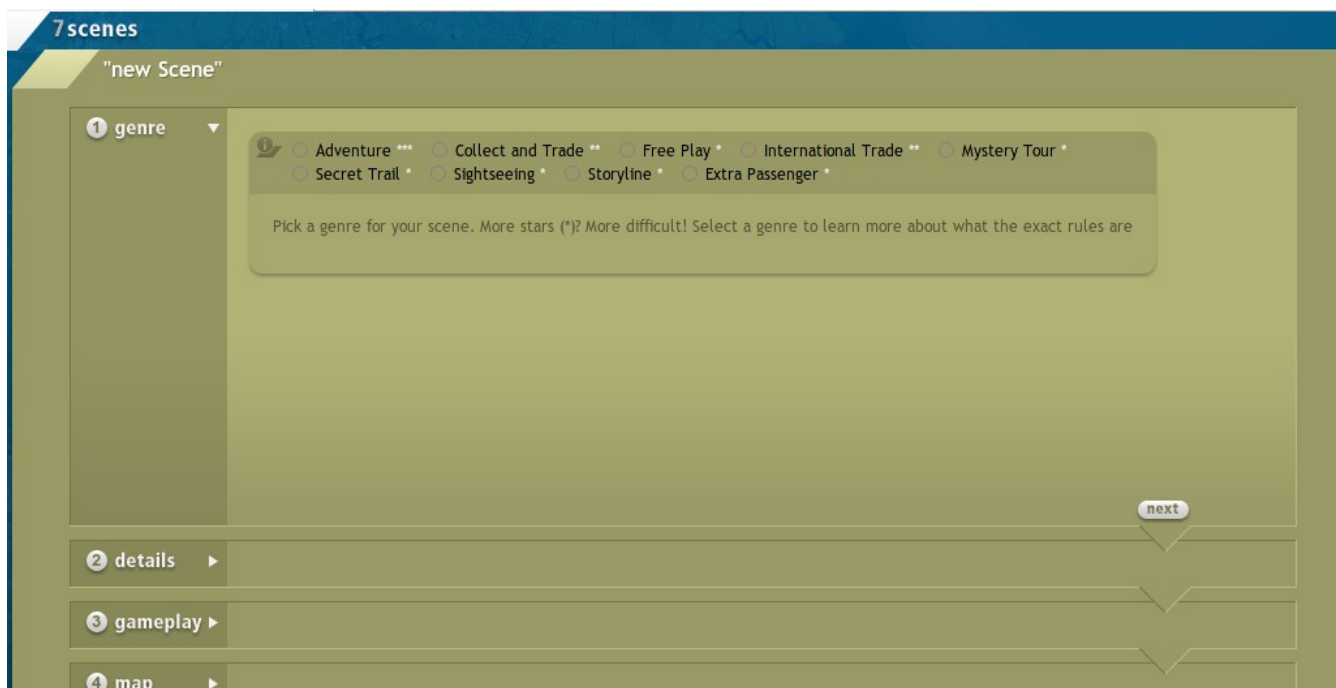 7scenes
"new Scene"
1 genre
Adventure *** Collect and Trade ** Free Play * International Trade ** Mystery Tour *
Secret Trail * Sightseeing * Storyline * Extra Passenger *
Pick a genre for your scene. More stars (*)? More difficult! Select a genre to learn more about what the exact rules are
next
2 details
3 gameplay
4 map